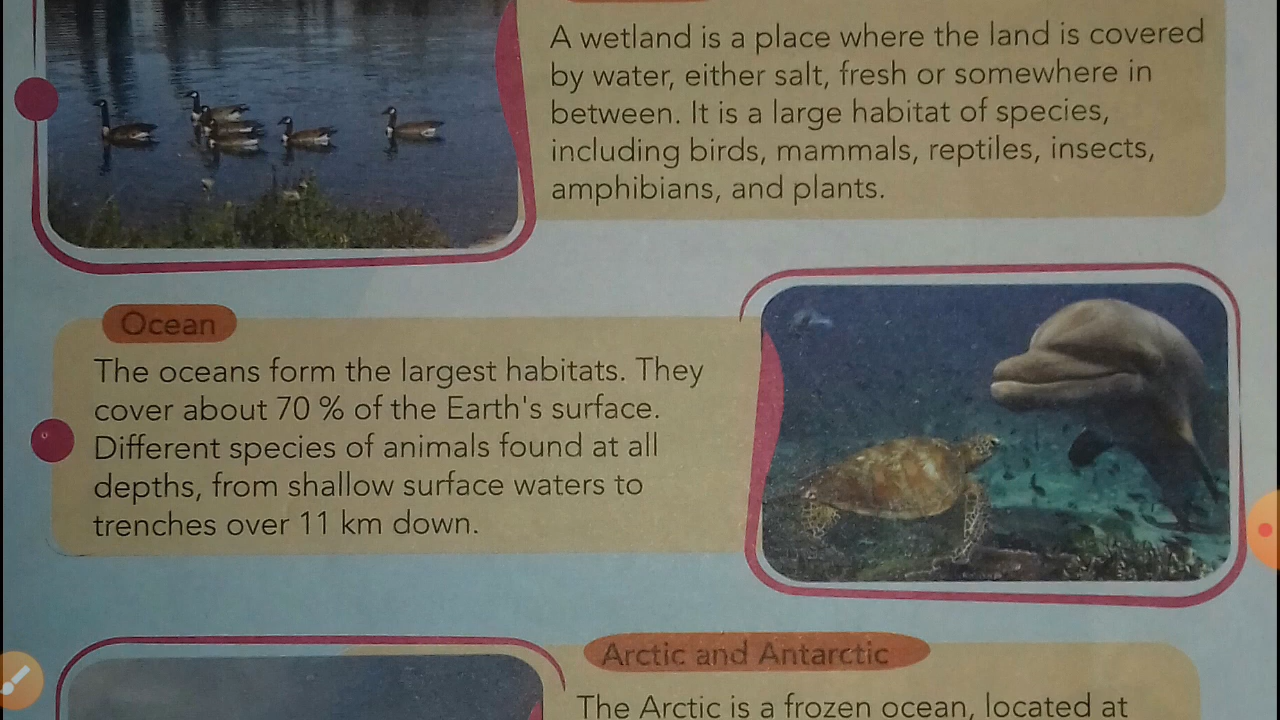 A wetland is a place where the land is covered
by water, either salt, fresh or somewhere in
between. It is a large habitat of species,
including birds, mammals, reptiles, insects,
amphibians, and plants.
Ocean
The oceans form the largest habitats. They
cover about 70 % of the Earth's surface.
Different species of animals found at all
depths, from shallow surface waters to
trenches over 11 km down.
Arctic and Antarctic
The Arctic is a frozen ocean, located at